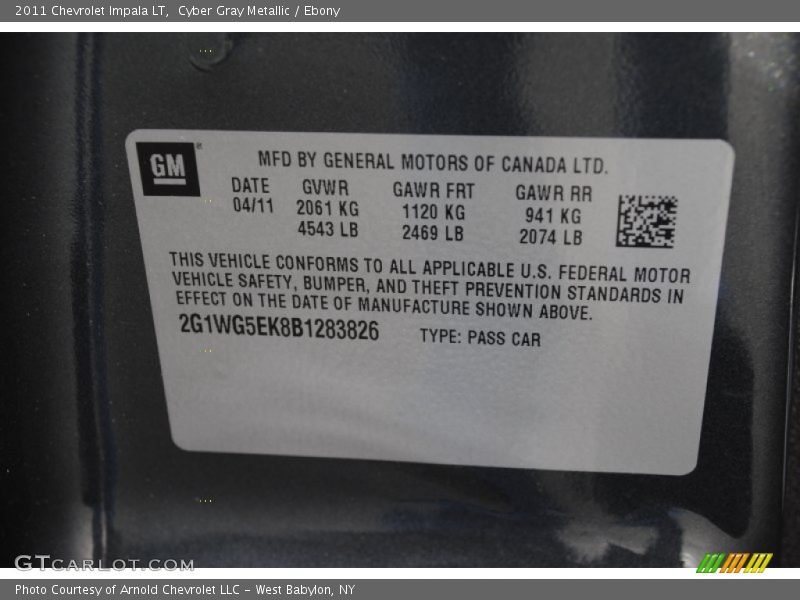 2011 Chevrolet Impala LT,  Cyber Gray Metallic / Ebony
GM
MFD BY GENERAL MOTORS OF CANADA LTD.
DATE GVWR GAWR FRT GAWR RR
04/11 2061 KG 1120 KG 941 KG
4543 LB 2469 LB 2074 LB
THIS VEHICLE CONFORMS TO ALL APPLICABLE U.S. FEDERAL MOTOR
VEHICLE SAFETY, BUMPER, AND THEFT PREVENTION STANDARDS IN
EFFECT ON THE DATE OF MANUFACTURE SHOWN ABOVE.
2G1WG5EK8B1283826 TYPE: PASS CAR
GTCARLOT.COM
Photo Courtesy of Arnold Chevrolet LLC - West Babylon, NY